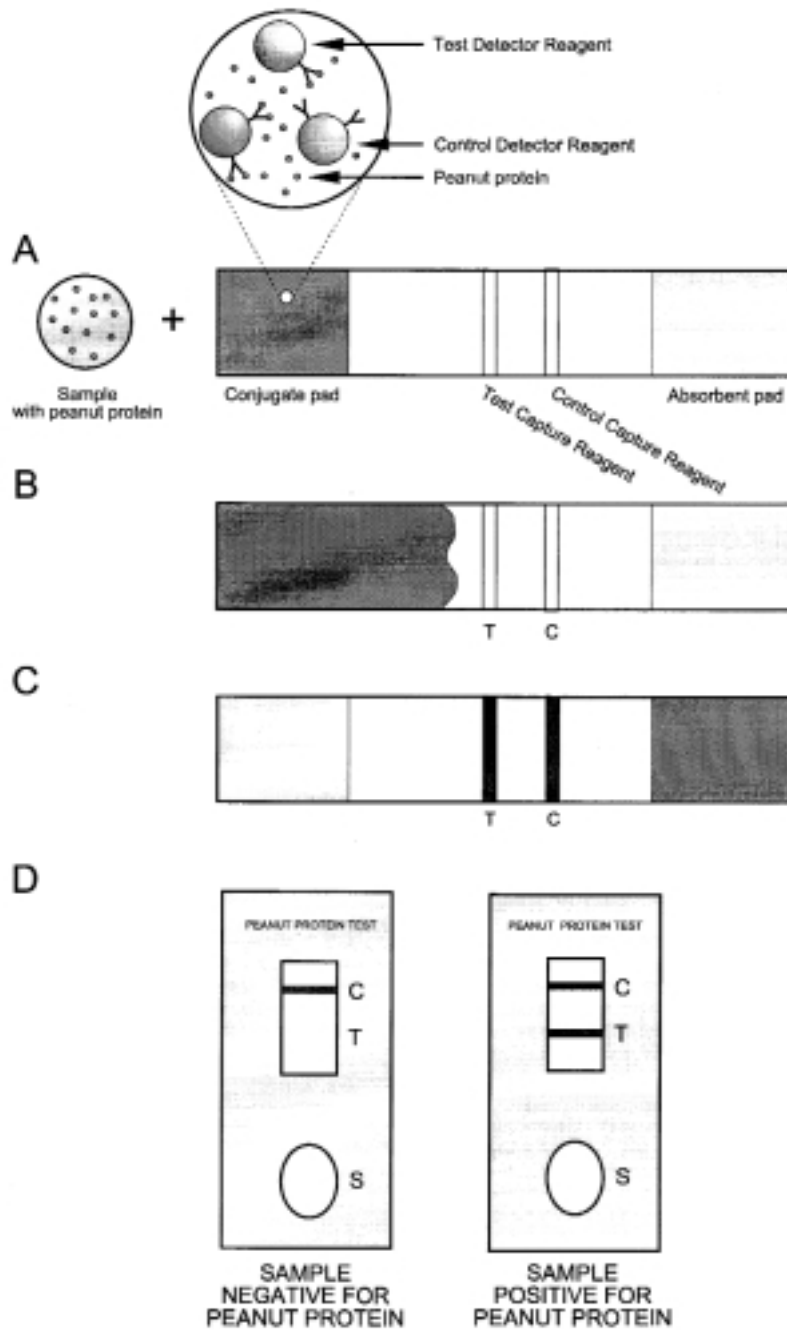 Test Detector Reagent
Control Detector Reagent
Peanut protein
A
+
Sample
with peanut protein
Conjugate pad
Test Capture Reagent
Control Capture Reagent
Absorbent pad
B
T C
C
T C
D
PEANUT PROTEIN TEST
C
T
S
SAMPLE
NEGATIVE FOR
PEANUT PROTEIN
PEANUT PROTEIN TEST
C
T
S
SAMPLE
POSITIVE FOR
PEANUT PROTEIN